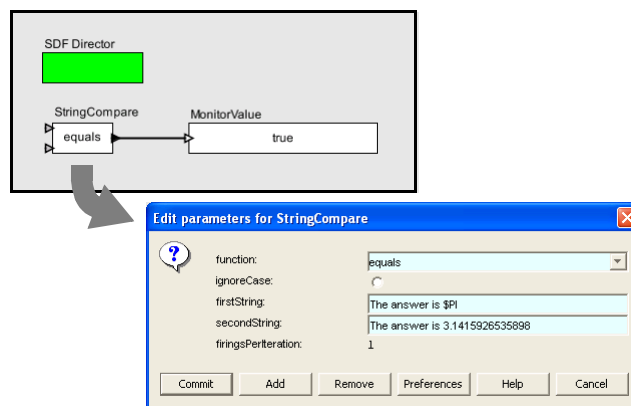 SDF Director
StringCompare
equals
MonitorValue
true
Edit parameters for StringCompare
?
function: equals
ignoreCase:
firstString: The answer is $PI
secondString: The answer is 3.1415926535898
firingsPerIteration: 1
Commit Add Remove Preferences Help Cancel